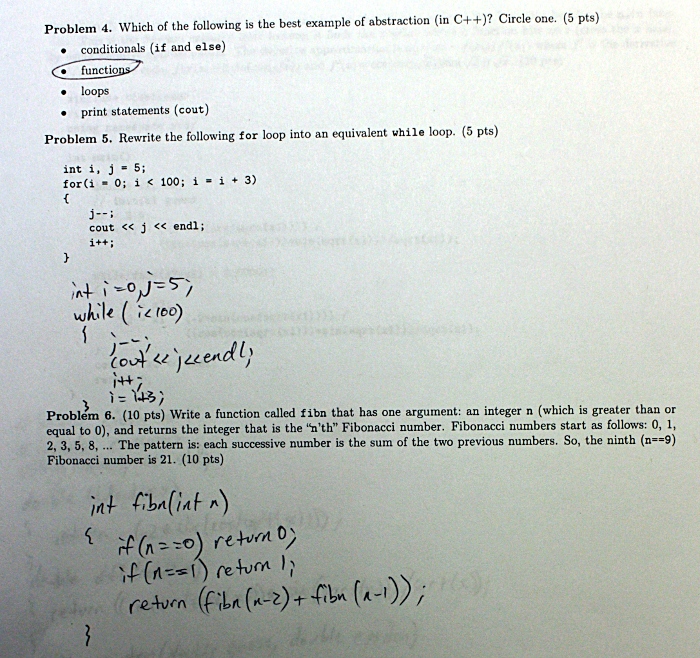 Problem 4. Which of the following is the best example of abstraction (in C++)? Circle one. (5 pts)
• conditionals (if and else)
• functions
• loops
• print statements (cout)
Problem 5. Rewrite the following for loop into an equivalent while loop. (5 pts)
int i, j = 5;
for(i = 0; i < 100; i = i + 3)
{
j--;
cout << j << endl;
i++;
}
int i=0, j=5;
while ( i<100)
{
j--;
cout << j<<endl;
i++;
i = i+3;
}
Problem 6. (10 pts) Write a function called fibn that has one argument: an integer n (which is greater than or
equal to 0), and returns the integer that is the "n'th" Fibonacci number. Fibonacci numbers start as follows: 0, 1,
2, 3, 5, 8, ... The pattern is: each successive number is the sum of the two previous numbers. So, the ninth (n==9)
Fibonacci number is 21. (10 pts)
int fibn(int n)
{ if(n==0) return 0;
if(n==1) return 1;
return (fibn(n-2)+fibn(n-1));
}